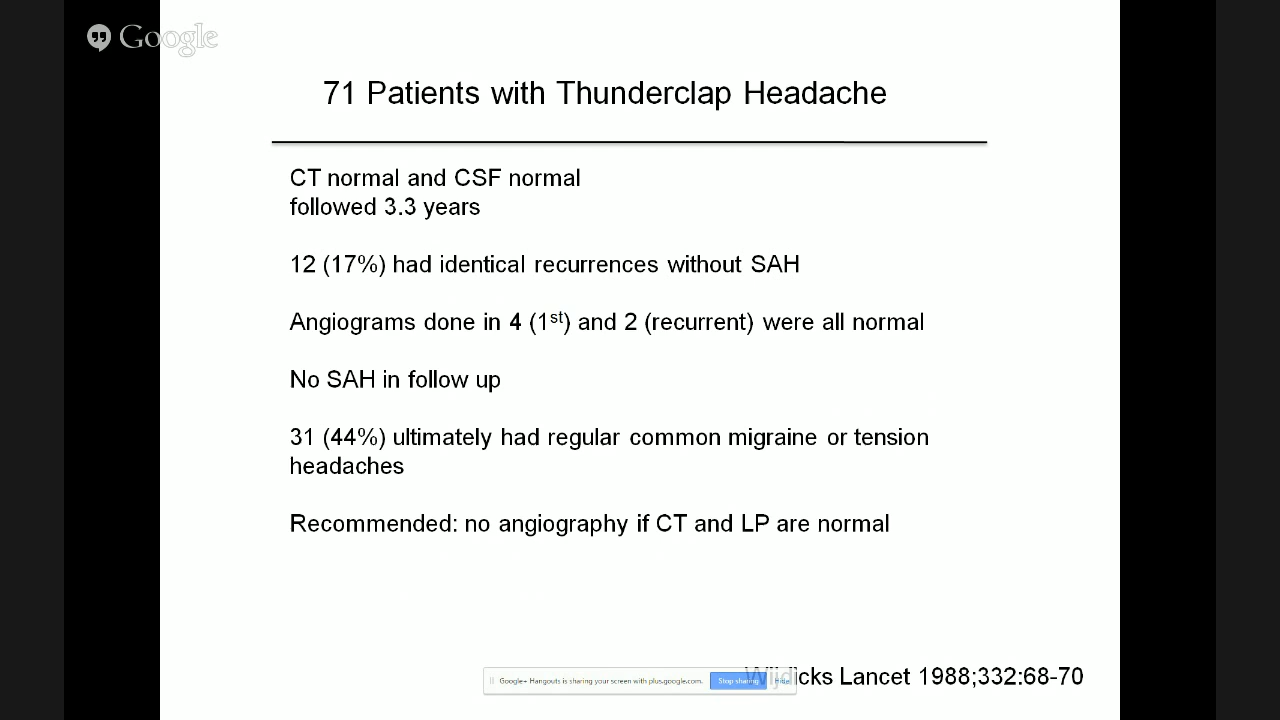 Google
71 Patients with Thunderclap Headache
CT normal and CSF normal
followed 3.3 years
12 (17%) had identical recurrences without SAH
Angiograms done in 4 (1st) and 2 (recurrent) were all normal
No SAH in follow up
31 (44%) ultimately had regular common migraine or tension
headaches
Recommended: no angiography if CT and LP are normal
Wijdicks Lancet 1988;332:68-70
Google+ Hangouts is sharing your screen with plus.google.com.
Stop sharing
Hide